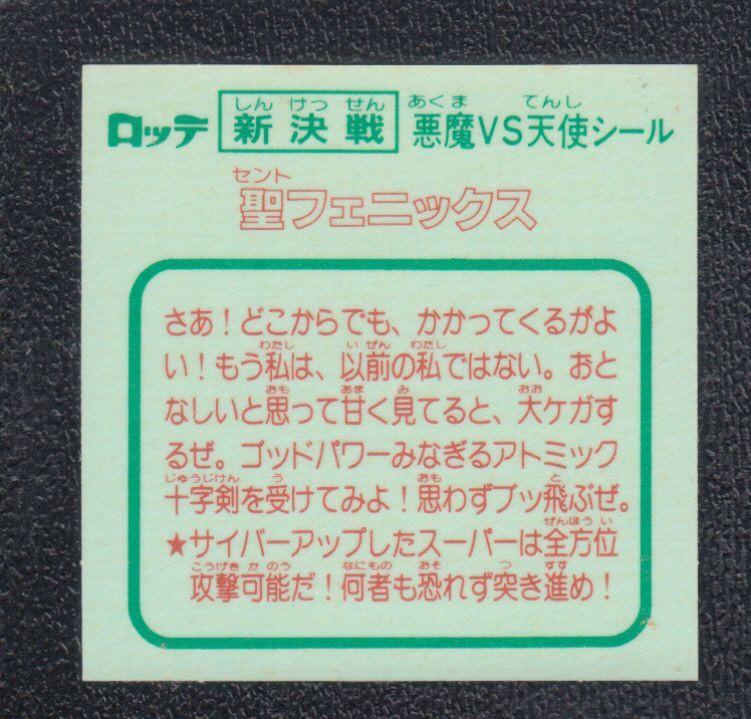 しん けっ せん あくま てんし
ロッテ 新決戦 悪魔VS天使シール
セント
聖フェニックス
さあ！どこからでも、かかってくるがよ
わたし い ぜん わたし
い！もう私は、以前の私ではない。おと
おも あま み おお
なしいと思って甘く見てると、大ケガす
るぜ。ゴッドパワーみなぎるアトミック
じゅうじけん う おも と
十字剣を受けてみよ！思わずブッ飛ぶぜ。
ぜんほう い
★サイバーアップしたスーパーは全方位
こうげき か のう なにもの おそ つ すす
攻撃可能だ！何者も恐れず突き進め！